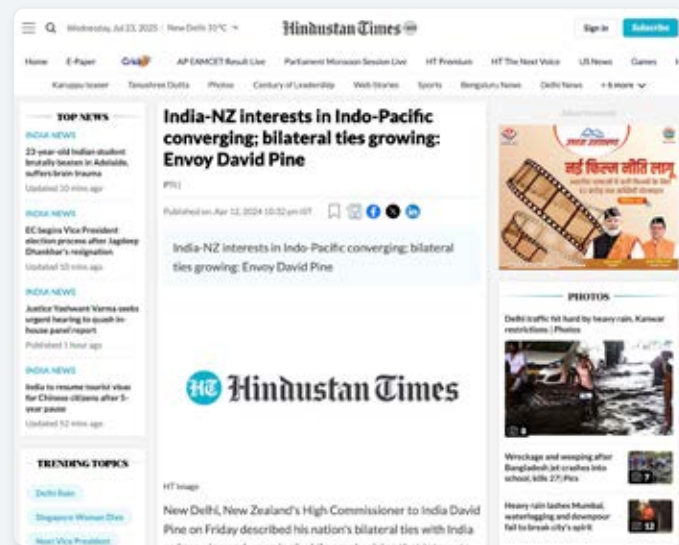 Wednesday, Jul 23, 2025 | New Delhi 31°C
Hindustan Times
Sign in
Subscribe
Home E-Paper Crickit AP EAMCET Result Live Parliament Monsoon Session Live HT Premium HT The Next Voice US News Games
Karuppu teaser Tanushree Dutta Photos Century of Leadership Web Stories Sports Bengaluru News Delhi News + 6 more
TOP NEWS
INDIA NEWS
23-year-old Indian student
brutally beaten in Adelaide,
suffers brain trauma
Updated 10 mins ago
INDIA NEWS
EC begins Vice President
election process after Jagdeep
Dhankhar's resignation
Updated 10 mins ago
INDIA NEWS
Justice Yashwant Varma seeks
urgent hearing to quash in-
house panel report
Published 1 hour ago
INDIA NEWS
India to resume tourist visas
for Chinese citizens after 5-
year pause
Updated 52 mins ago
TRENDING TOPICS
Delhi Rain
Singapore Woman Dies
Next Vice President
India-NZ interests in Indo-Pacific
converging; bilateral ties growing:
Envoy David Pine
PTI |
Published on: Apr 12, 2024 10:32 pm IST
India-NZ interests in Indo-Pacific converging; bilateral
ties growing: Envoy David Pine
HT Hindustan Times
HT Image
New Delhi, New Zealand's High Commissioner to India David
Pine on Friday described his nation's bilateral ties with India
नई फिल्म नीति लागू
PHOTOS
Delhi traffic hit hard by heavy rain, Kanwar
restrictions | Photos
8
Wreckage and weeping after
Bangladesh jet crashes into
school, kills 27| Pics
7
Heavy rain lashes Mumbai,
waterlogging and downpour
fail to break city's spirit
12